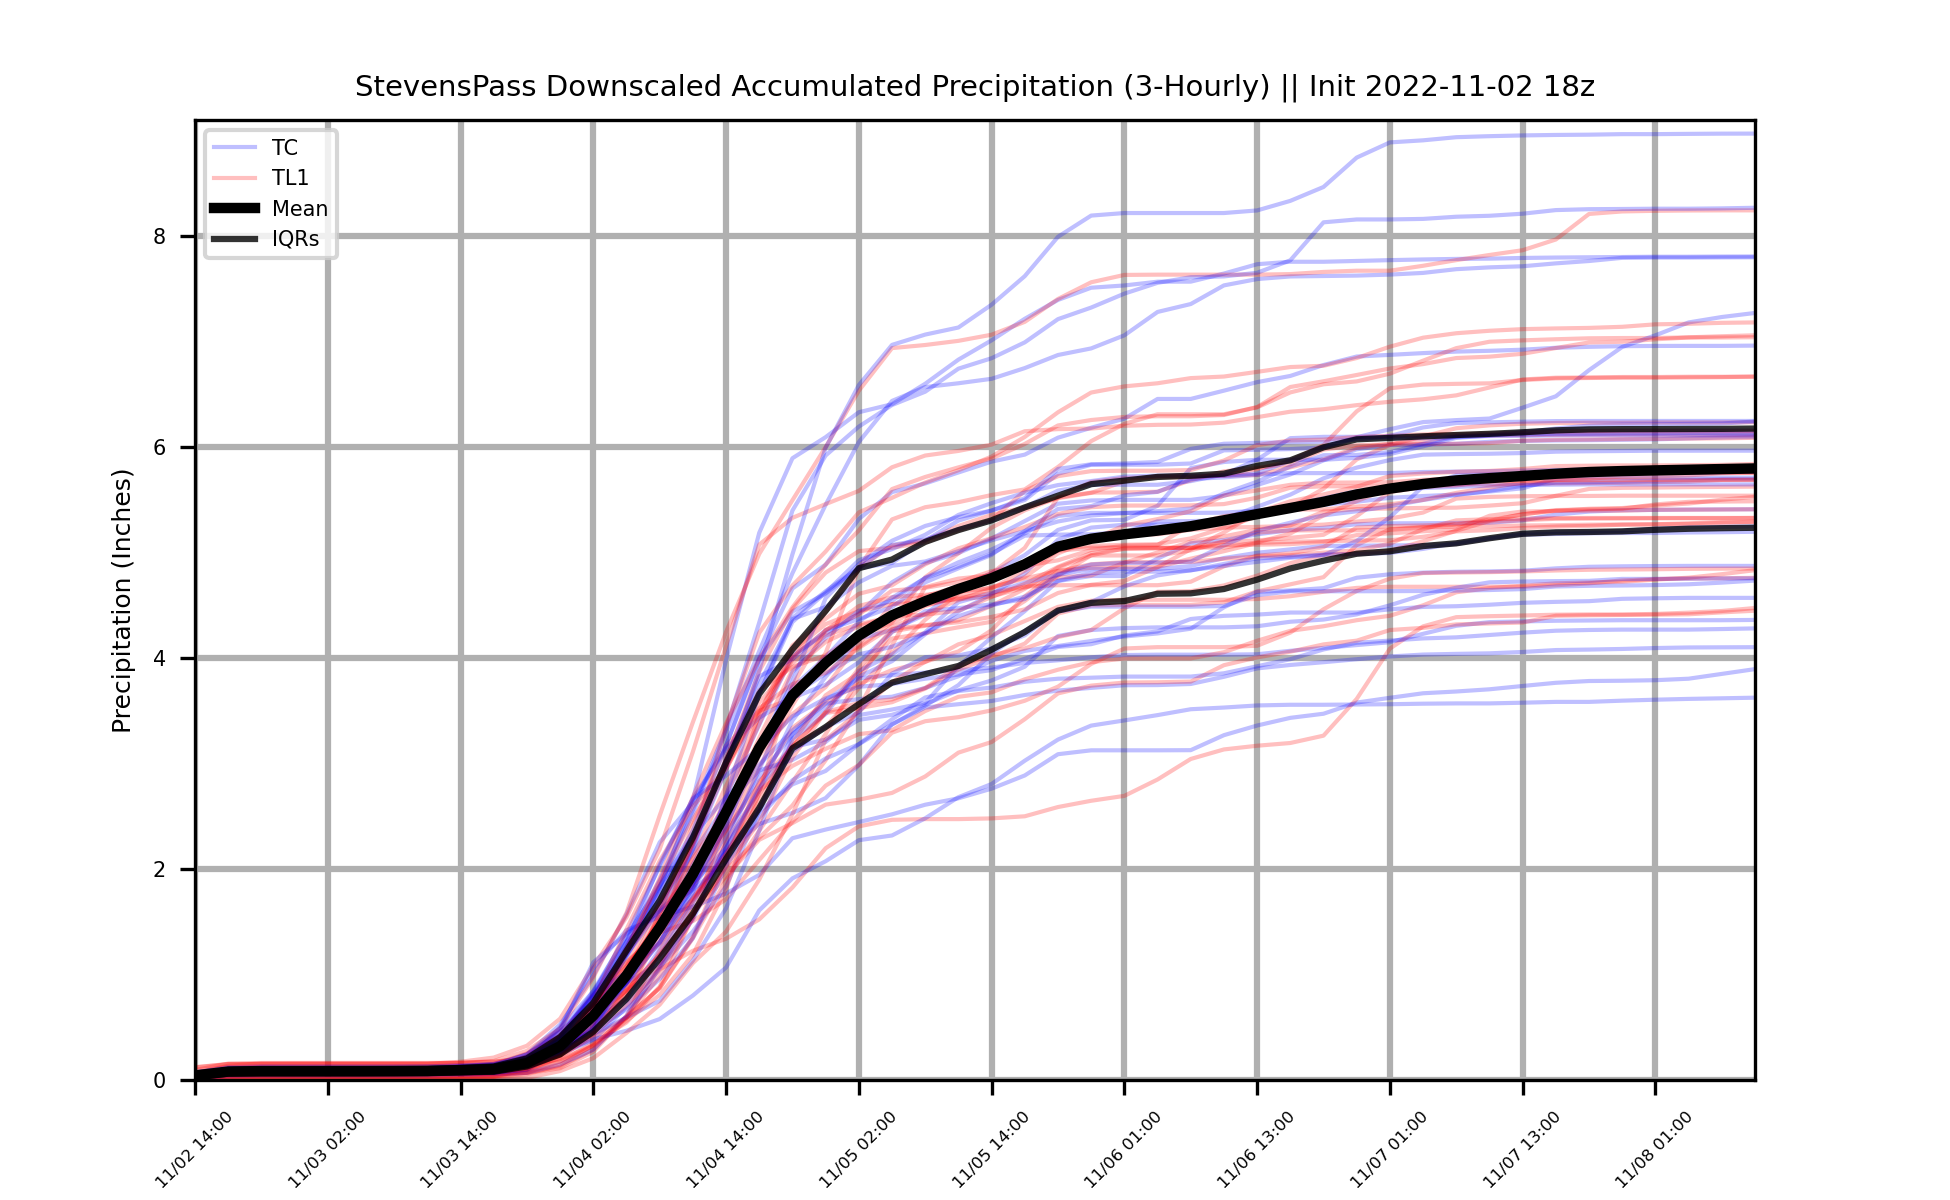 StevensPass Downscaled Accumulated Precipitation (3-Hourly) || Init 2022-11-02 18z
TC
TL1
Mean
IQRs
Precipitation (Inches)
8
6
4
2
0
11/02 14:00
11/03 02:00
11/03 14:00
11/04 02:00
11/04 14:00
11/05 02:00
11/05 14:00
11/06 01:00
11/06 13:00
11/07 01:00
11/07 13:00
11/08 01:00